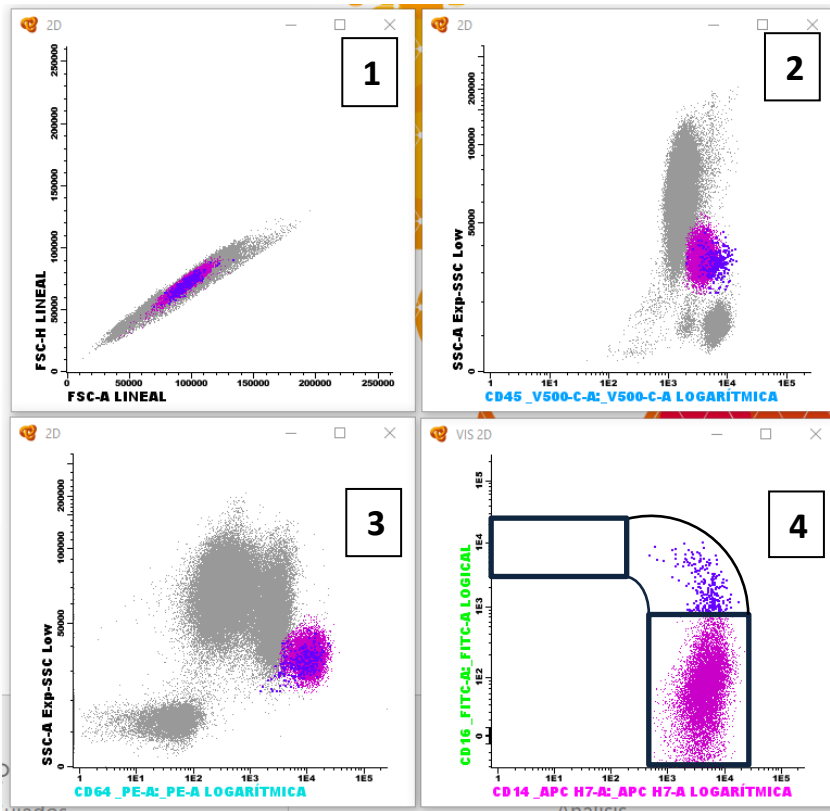 2D
1
250000
200000
150000
100000
50000
0
FSC-H LINEAL
0 50000 100000 150000 200000 250000
FSC-A LINEAL
2D
2
200000
100000
50000
0
SSC-A Exp-SSC Low
1 1E1 1E2 1E3 1E4 1E5
CD45 _V500-C-A:_V500-C-A LOGARÍTMICA
2D
3
200000
100000
50000
0
SSC-A Exp-SSC Low
1 1E1 1E2 1E3 1E4 1E5
CD64 _PE-A:_PE-A LOGARÍTMICA
VIS 2D
4
1E5
1E4
1E3
1E2
0
CD16 _FITC-A:_FITC-A LOGICAL
1 1E1 1E2 1E3 1E4 1E5
CD14 _APC H7-A:_APC H7-A LOGARÍTMICA